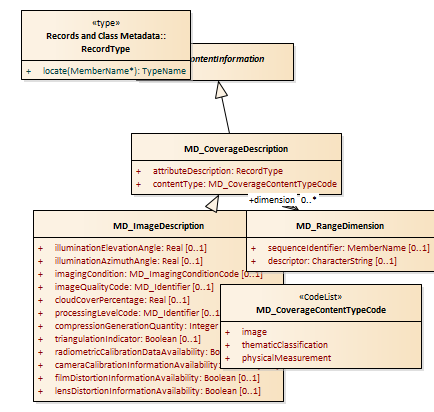 «type»
Records and Class Metadata::
RecordType
+ locate(MemberName*): TypeName
ontentInformation
MD_CoverageDescription
+ attributeDescription: RecordType
+ contentType: MD_CoverageContentTypeCode
+dimension 0..*
MD_ImageDescription
+ illuminationElevationAngle: Real [0..1]
+ illuminationAzimuthAngle: Real [0..1]
+ imagingCondition: MD_ImagingConditionCode [0..1]
+ imageQualityCode: MD_Identifier [0..1]
+ cloudCoverPercentage: Real [0..1]
+ processingLevelCode: MD_Identifier [0..1]
+ compressionGenerationQuantity: Integer
+ triangulationIndicator: Boolean [0..1]
+ radiometricCalibrationDataAvailability: Bo
+ cameraCalibrationInformationAvailability:
+ filmDistortionInformationAvailability: Boolean [0..1]
+ lensDistortionInformationAvailability: Boolean [0..1]
MD_RangeDimension
+ sequenceIdentifier: MemberName [0..1]
+ descriptor: CharacterString [0..1]
«CodeList»
MD_CoverageContentTypeCode
+ image
+ thematicClassification
+ physicalMeasurement